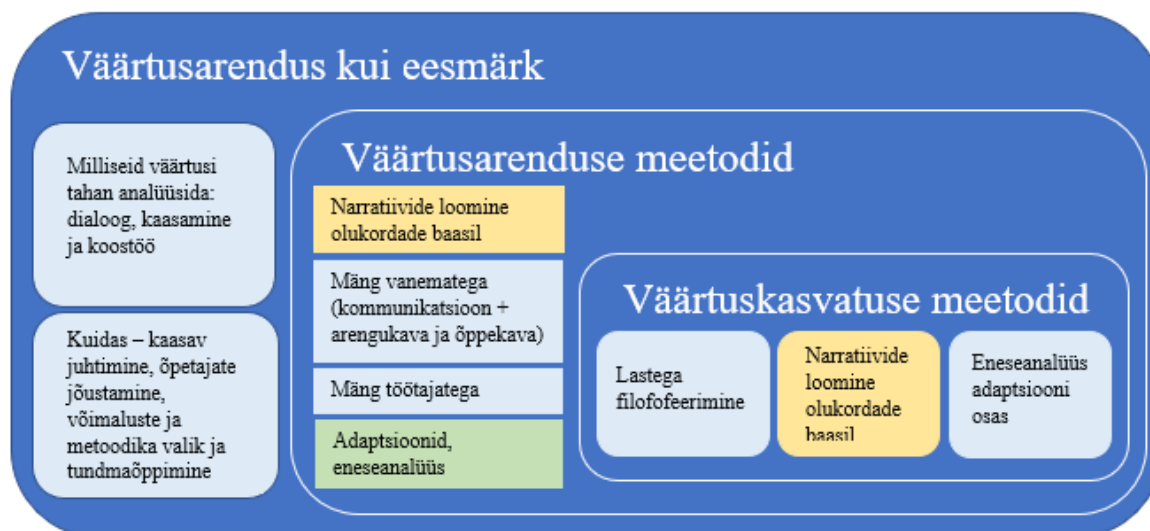 Väärtusarendus kui eesmärk
Milliseid väärtusi
tahan analüüsida:
dialoog, kaasamine
ja koostöö
Kuidas – kaasav
juhtimine, õpetajate
jõustamine,
võimaluste ja
metoodika valik ja
tundmaõppimine
Väärtusarenduse meetodid
Narratiivide loomine
olukordade baasil
Mäng vanematega
(kommunikatsioon +
arengukava ja õppekava)
Mäng töötajatega
Adaptsioonid,
eneseanalüüs
Väärtuskasvatuse meetodid
Lastega
filofofeerimine
Narratiivide
loomine
olukordade
baasil
Eneseanalüüs
adaptsiooni
osas